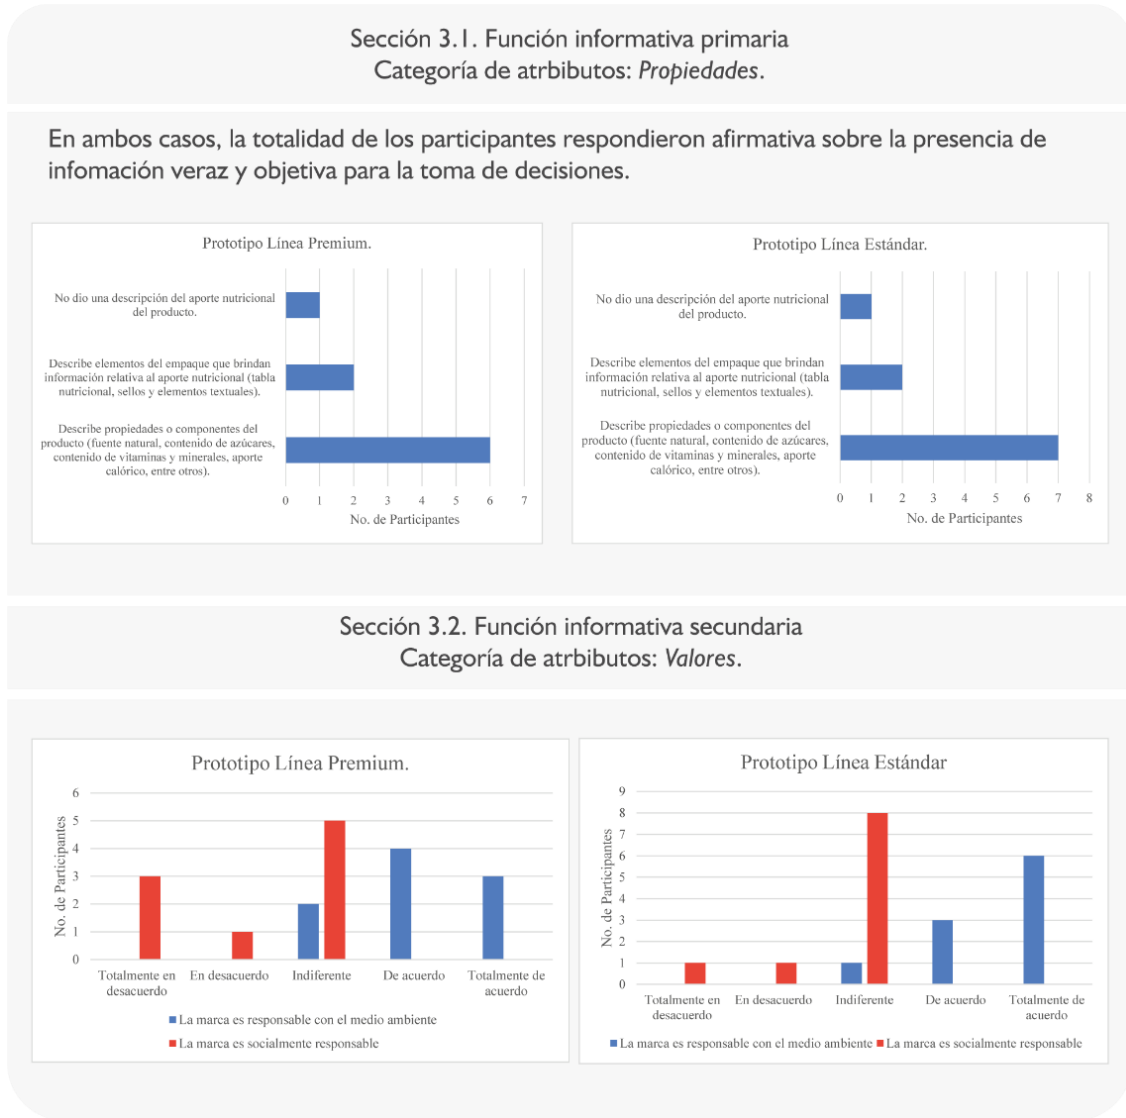 Sección 3.1. Función informativa primaria
Categoría de atrbibutos: Propiedades.
En ambos casos, la totalidad de los participantes respondieron afirmativa sobre la presencia de
infomación veraz y objetiva para la toma de decisiones.
Prototipo Línea Premium.
No dio una descripción del aporte nutricional
del producto.
Describe elementos del empaque que brindan
información relativa al aporte nutricional (tabla
nutricional, sellos y elementos textuales).
Describe propiedades o componentes del
producto (fuente natural, contenido de azúcares,
contenido de vitaminas y minerales, aporte
calórico, entre otros).
0 1 2 3 4 5 6 7
No. de Participantes
Prototipo Línea Estándar.
No dio una descripción del aporte nutricional
del producto.
Describe elementos del empaque que brindan
información relativa al aporte nutricional (tabla
nutricional, sellos y elementos textuales).
Describe propiedades o componentes del
producto (fuente natural, contenido de azúcares,
contenido de vitaminas y minerales, aporte
calórico, entre otros).
0 1 2 3 4 5 6 7 8
No. de Participantes
Sección 3.2. Función informativa secundaria
Categoría de atrbibutos: Valores.
Prototipo Línea Premium.
No. de Participantes
6
5
4
3
2
1
0
Totalmente en
desacuerdo
En desacuerdo
Indiferente
De acuerdo
Totalmente de
acuerdo
La marca es responsable con el medio ambiente
La marca es socialmente responsable
Prototipo Línea Estándar
No. de Participantes
9
8
7
6
5
4
3
2
1
0
Totalmente en
desacuerdo
En desacuerdo
Indiferente
De acuerdo
Totalmente de
acuerdo
La marca es responsable con el medio ambiente La marca es socialmente responsable